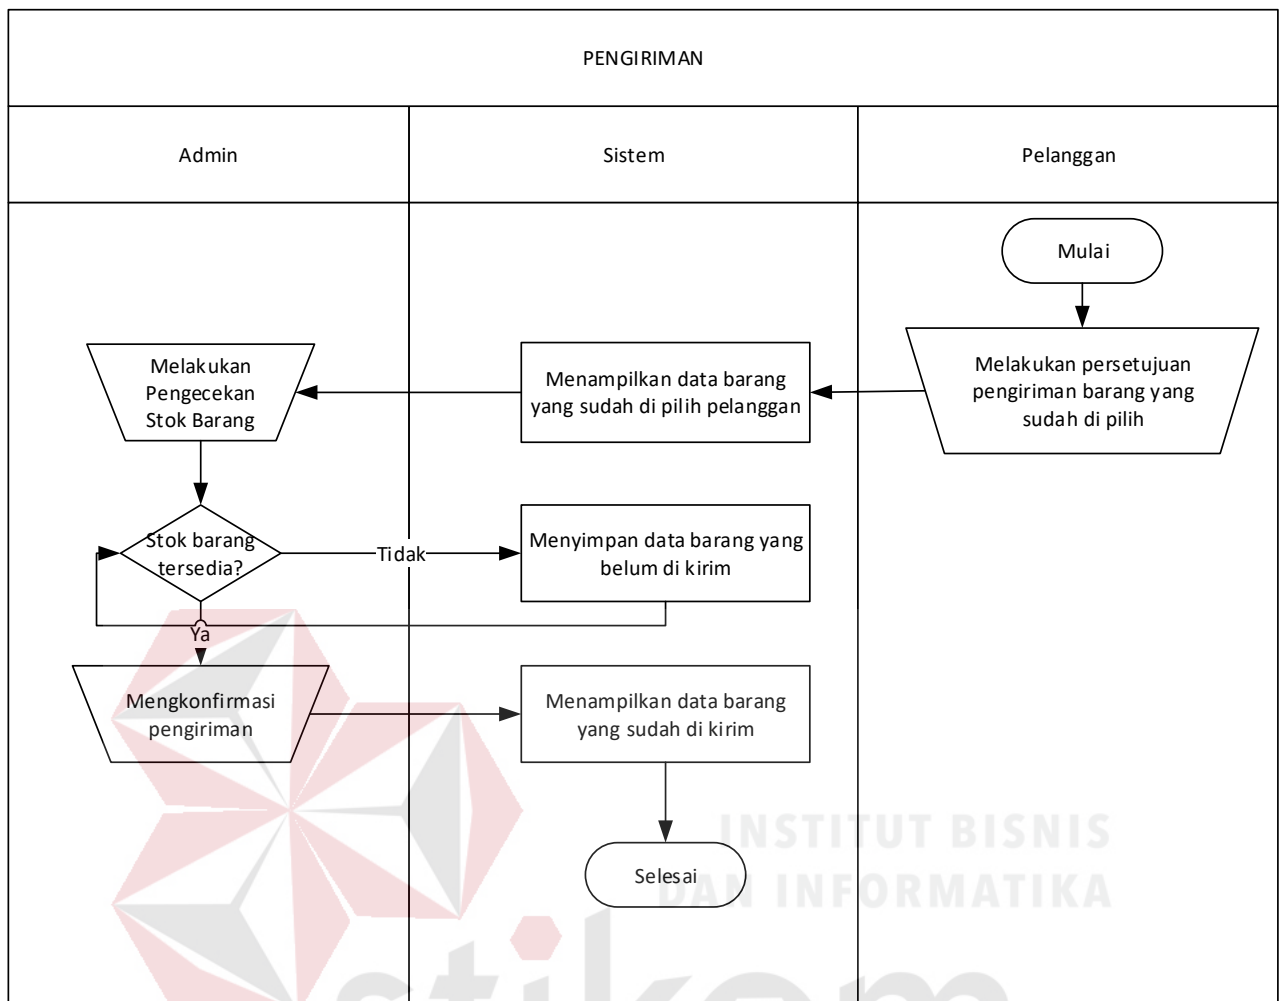 PENGIRIMAN
Admin
Sistem
Pelanggan
Mulai
Melakukan
Pengecekan
Stok Barang
Menampilkan data barang
yang sudah di pilih pelanggan
Melakukan persetujuan
pengiriman barang yang
sudah di pilih
Stok barang
tersedia?
Tidak
Menyimpan data barang yang
belum di kirim
Ya
Mengkonfirmasi
pengiriman
Menampilkan data barang
yang sudah di kirim
Selesai
INSTITUT BISNIS
DAN INFORMATIKA
stikom